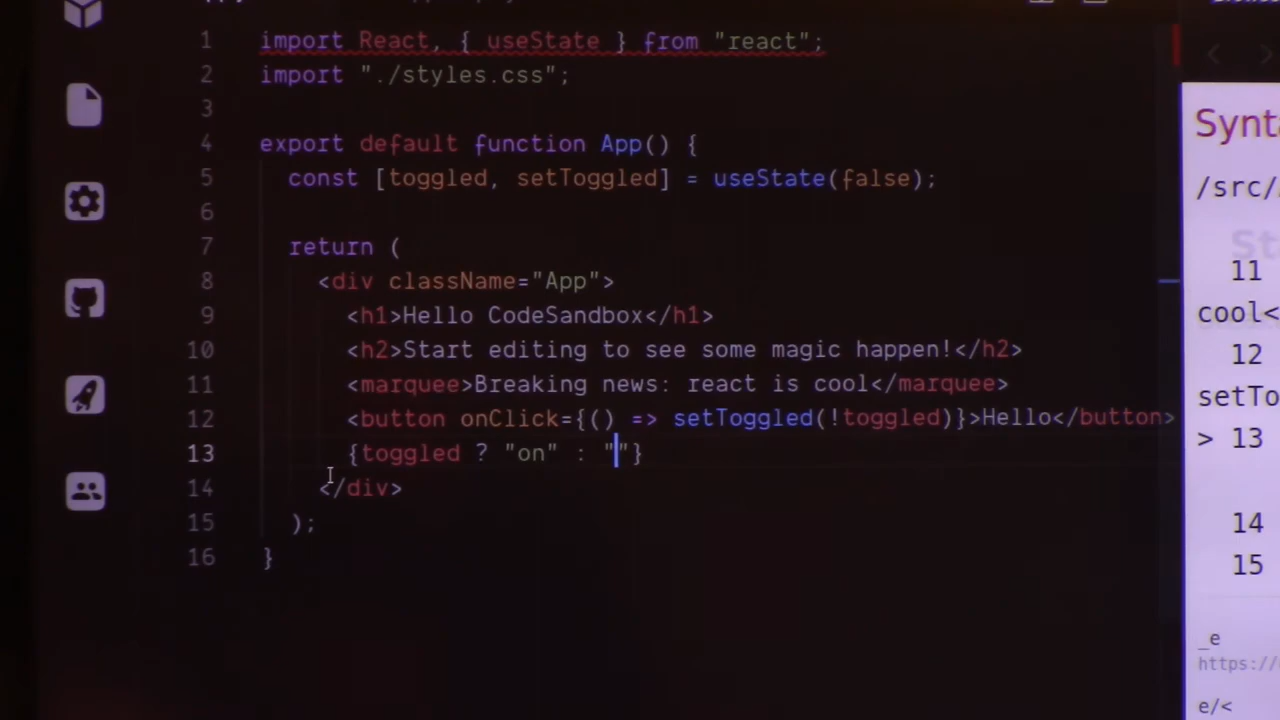 1 import React, { useState } from "react";
2 import "./styles.css";
3
4 export default function App() {
5 const [toggled, setToggled] = useState(false);
6
7 return (
8 <div className="App">
9 <h1>Hello CodeSandbox</h1>
10 <h2>Start editing to see some magic happen!</h2>
11 <marquee>Breaking news: react is cool</marquee>
12 <button onClick={() => setToggled(!toggled)}>Hello</button>
13 {toggled ? "on" : ""}
14 </div>
15 );
16 }
Synt
/src/
St
11
cool<
12
setTo
> 13
14
15
_e
https:/
e/<